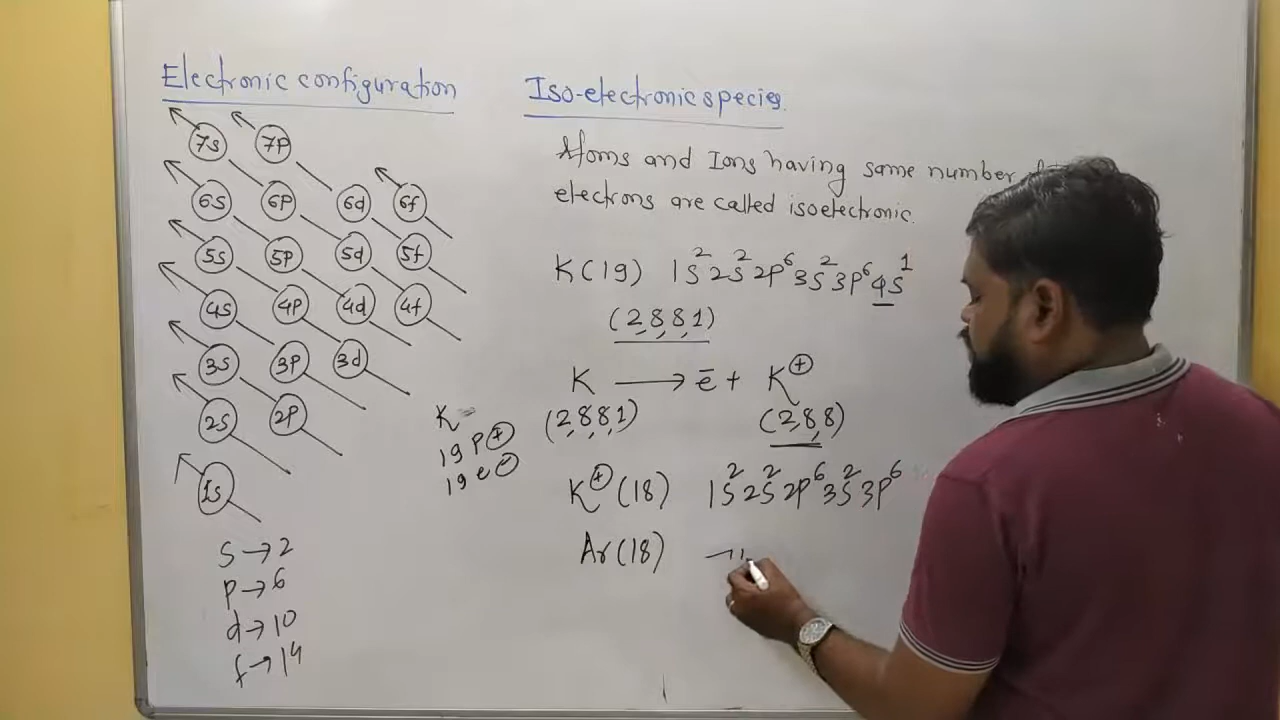 Electronic configuration
7s 7p
6s 6p 6d 6f
5s 5p 5d 5f
4s 4p 4d 4f
3s 3p 3d
2s 2p
1s
s → 2
p → 6
d → 10
f → 14
Iso-electronic species.
Atoms and Ions having same number
electrons are called isoelectronic.
K(19) 1s² 2s² 2p⁶ 3s² 3p⁶ 4s¹
(2,8,8,1)
K → ē + K⊕
(2,8,8,1) (2,8,8)
K
19 p⊕
19 e⊖
K⊕(18) 1s² 2s² 2p⁶ 3s² 3p⁶
Ar(18)